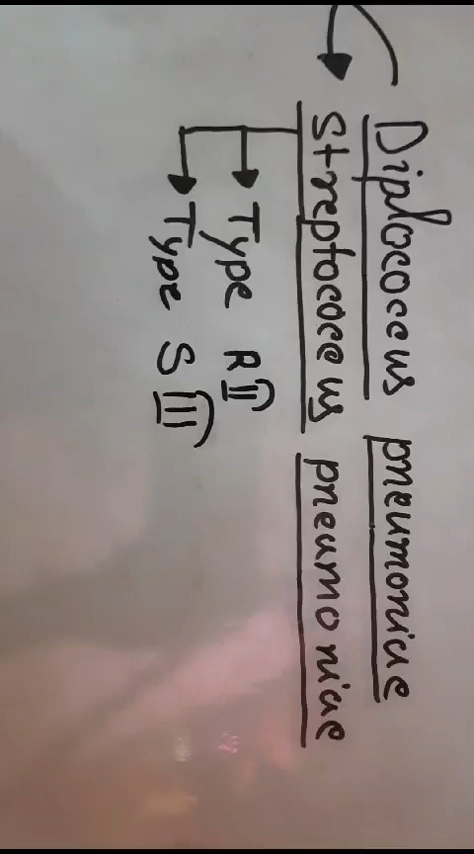 Diplococcus pneumoniae
Streptococcus pneumoniae
Type R II
Type S III